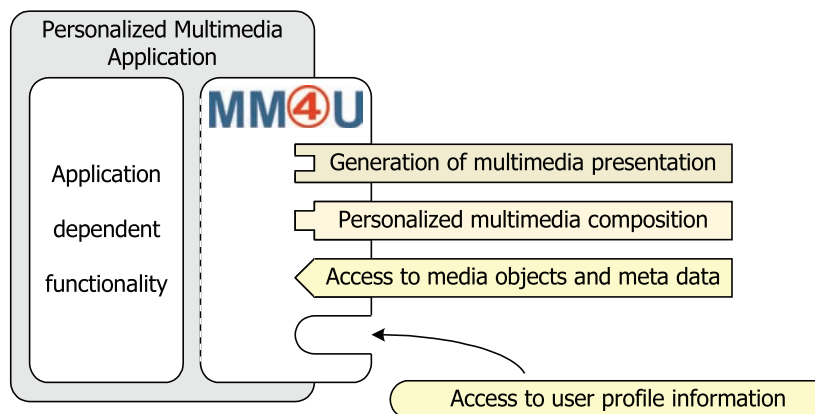 Personalized Multimedia
Application
MM4U
Application
dependent
functionality
Generation of multimedia presentation
Personalized multimedia composition
Access to media objects and meta data
Access to user profile information